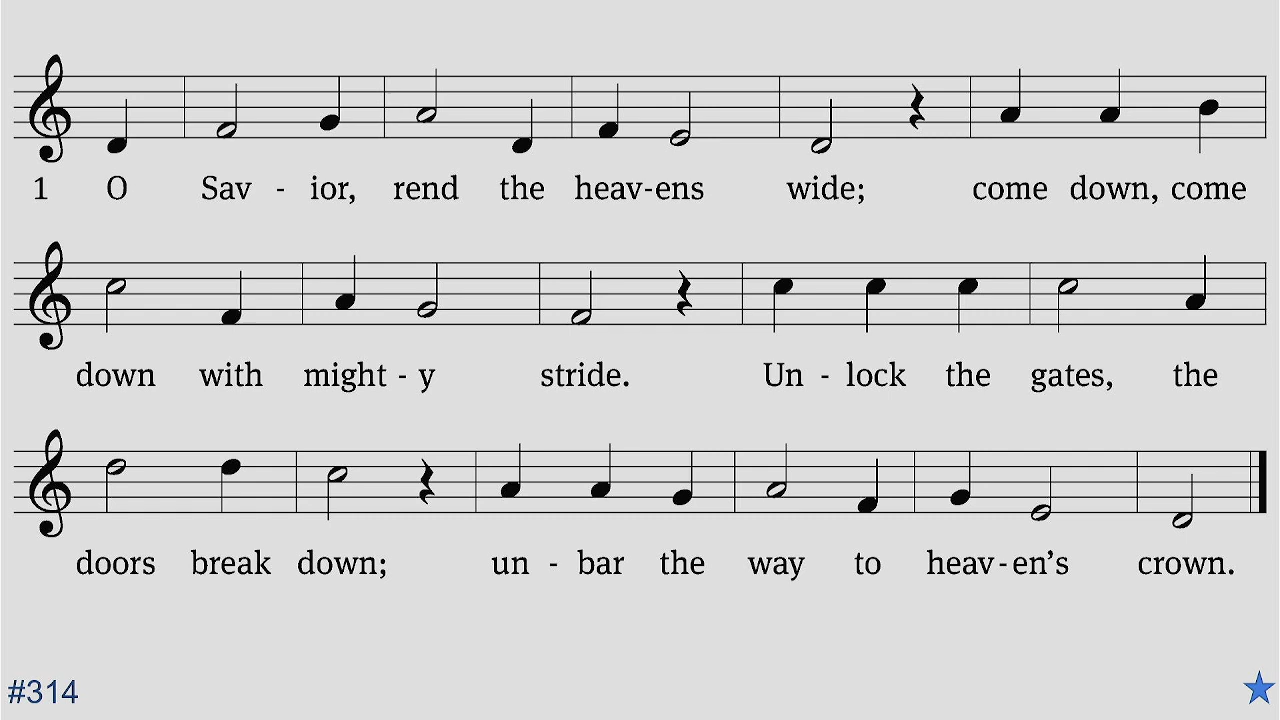 1 O Sav - ior, rend the heav-ens wide; come down, come
down with might - y stride. Un - lock the gates, the
doors break down; un - bar the way to heav-en’s crown.
#314